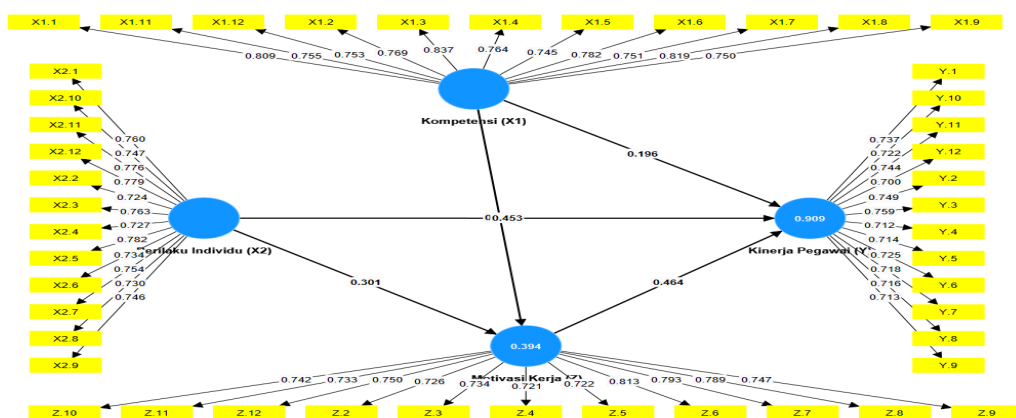 X1.1 X1.11 X1.12 X1.2 X1.3 X1.4 X1.5 X1.6 X1.7 X1.8 X1.9
0.809 0.755 0.753 0.769 0.837 0.764 0.745 0.782 0.751 0.819 0.750
Kompetensi (X1)
X2.1
X2.10
X2.11
X2.12
X2.2
X2.3
X2.4
X2.5
X2.6
X2.7
X2.8
X2.9
0.760
0.747
0.776
0.779
0.724
0.763
0.727
0.782
0.734
0.754
0.730
0.746
Perilaku Individu (X2)
0.196
0.453
0.301
0.464
0.909
Kinerja Pegawai (Y)
0.737
0.722
0.744
0.700
0.749
0.759
0.712
0.714
0.725
0.718
0.716
0.713
Y.1
Y.10
Y.11
Y.12
Y.2
Y.3
Y.4
Y.5
Y.6
Y.7
Y.8
Y.9
0.394
Motivasi Kerja (Z)
0.742 0.733 0.750 0.726 0.734 0.721 0.722 0.813 0.793 0.789 0.747
Z.10 Z.11 Z.12 Z.2 Z.3 Z.4 Z.5 Z.6 Z.7 Z.8 Z.9